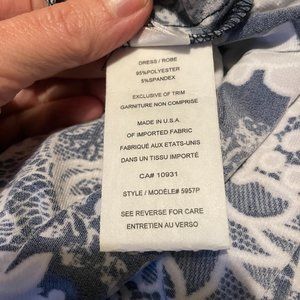 DRESS / ROBE
95%POLYESTER
5%SPANDEX
EXCLUSIVE OF TRIM
GARNITURE NON COMPRISE
MADE IN U.S.A.
OF IMPORTED FABRIC
FABRIQUÉ AUX ETATS-UNIS
DANS UN TISSU IMPORTÉ
CA# 10931
STYLE / MODÈLE# 5957P
SEE REVERSE FOR CARE
ENTRETIEN AU VERSO